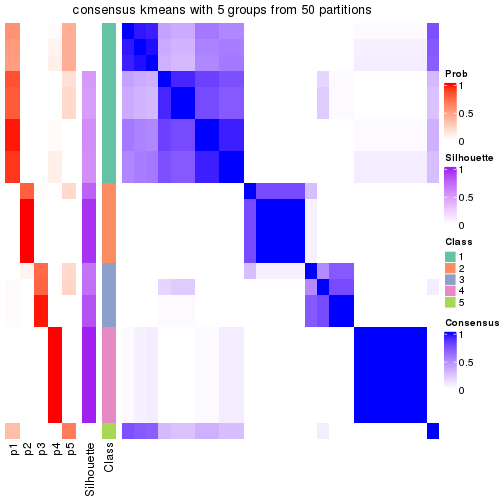 consensus kmeans with 5 groups from 50 partitions
Prob
1
0.5
0
Silhouette
1
0.5
0
Class
1
2
3
4
5
Consensus
1
0.5
0
p1
p2
p3
p4
p5
Silhouette
Class